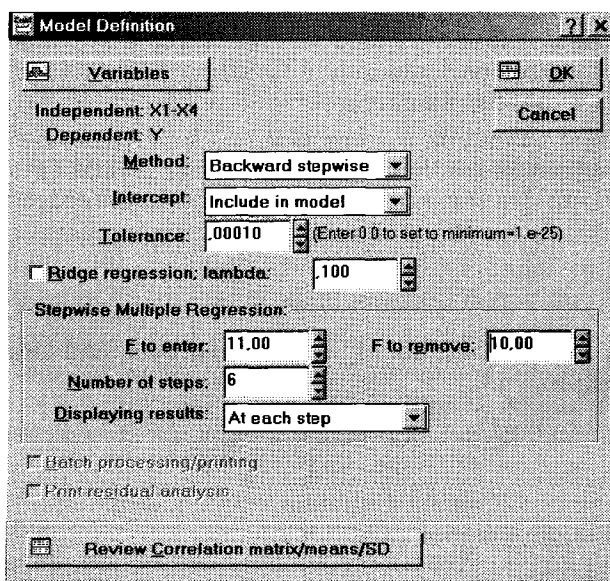 Model Definition
? ×
Variables
OK
Independent: X1-X4
Cancel
Dependent: Y
Method: Backward stepwise
Intercept: Include in model
Tolerance: ,00010 (Enter 0.0 to set to minimum=1.e-25)
Ridge regression; lambda: ,100
Stepwise Multiple Regression:
F to enter: 11,00 F to remove: 10,00
Number of steps: 6
Displaying results: At each step
Batch processing/printing
Print residual analysis
Review Correlation matrix/means/SD